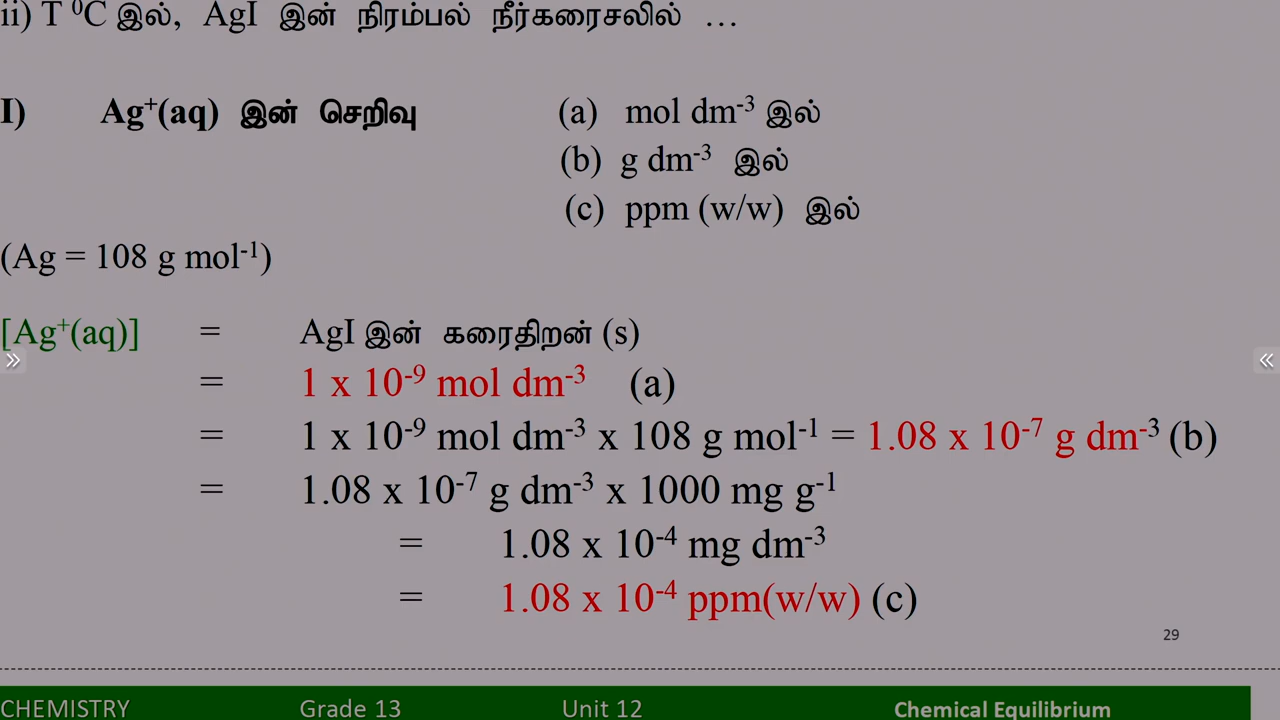 ii) T ⁰C இல், AgI இன் நிரம்பல் நீர்கரைசலில் ...
I) Ag⁺(aq) இன் செறிவு (a) mol dm⁻³ இல்
(b) g dm⁻³ இல்
(c) ppm (w/w) இல்
(Ag = 108 g mol⁻¹)
[Ag⁺(aq)] = AgI இன் கரைதிறன் (s)
= 1 x 10⁻⁹ mol dm⁻³ (a)
= 1 x 10⁻⁹ mol dm⁻³ x 108 g mol⁻¹ = 1.08 x 10⁻⁷ g dm⁻³ (b)
= 1.08 x 10⁻⁷ g dm⁻³ x 1000 mg g⁻¹
= 1.08 x 10⁻⁴ mg dm⁻³
= 1.08 x 10⁻⁴ ppm(w/w) (c)
29
CHEMISTRY Grade 13 Unit 12 Chemical Equilibrium